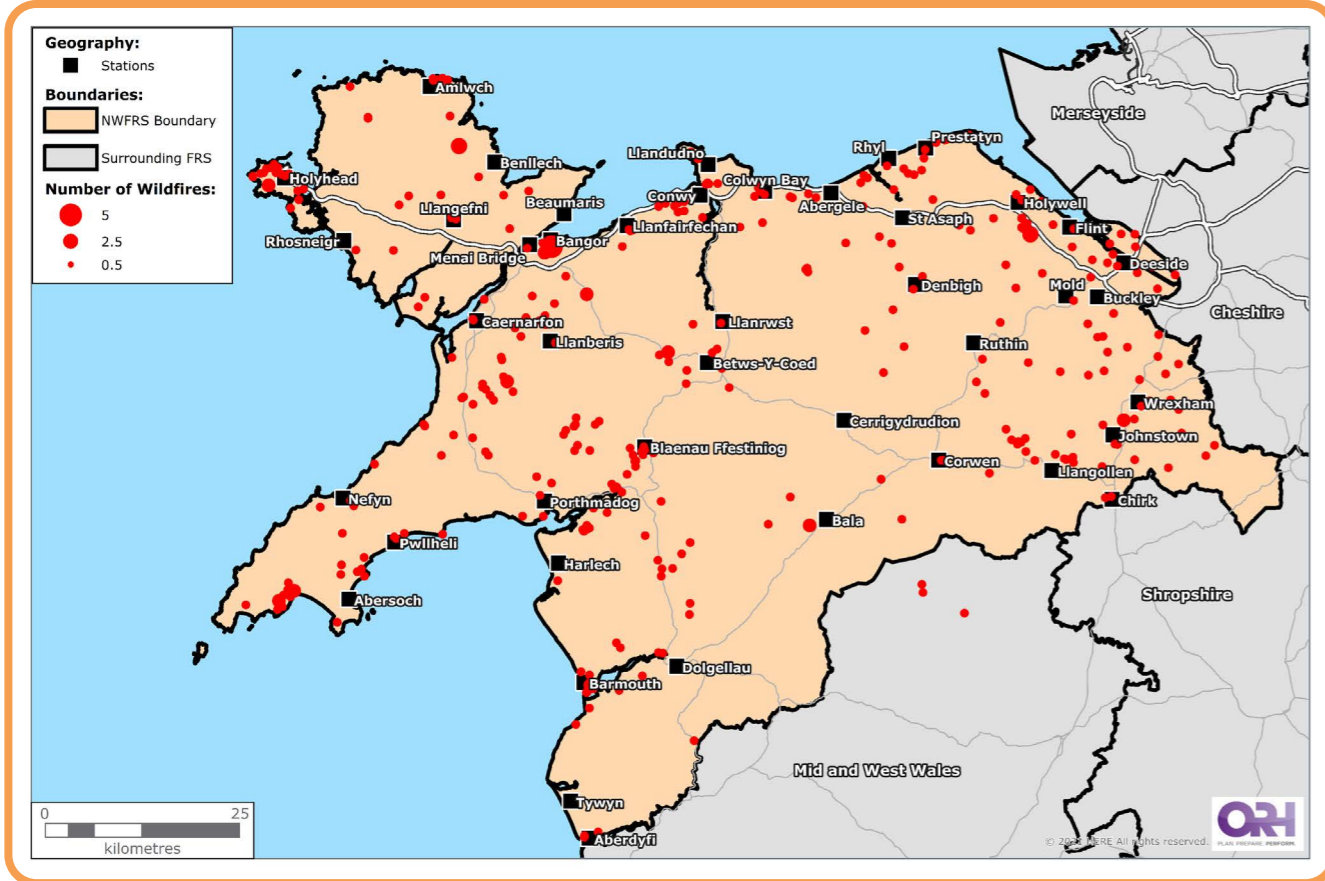 Geography:
Stations
Boundaries:
NWFRS Boundary
Surrounding FRS
Number of Wildfires:
5
2.5
0.5
Amlwch
Merseyside
Holyhead
Benllech
Llandudno
Rhyl
Prestatyn
Llangefni
Beaumaris
Conwy
Colwyn Bay
Abergele
St Asaph
Holywell
Flint
Rhosneigr
Menai Bridge
Bangor
Llanfairfechan
Deeside
Denbigh
Mold
Buckley
Cheshire
Caernarfon
Llanrwst
Llanberis
Ruthin
Betws-Y-Coed
Wrexham
Cerrigydrudion
Johnstown
Blaenau Ffestiniog
Corwen
Llangollen
Nefyn
Porthmadog
Chirk
Bala
Pwllheli
Harlech
Abersoch
Shropshire
Dolgellau
Barmouth
Mid and West Wales
Tywyn
Aberdyfi
0 25
kilometres
HERE All rights reserved.
ORH
PLAN. PREPARE. PERFORM.